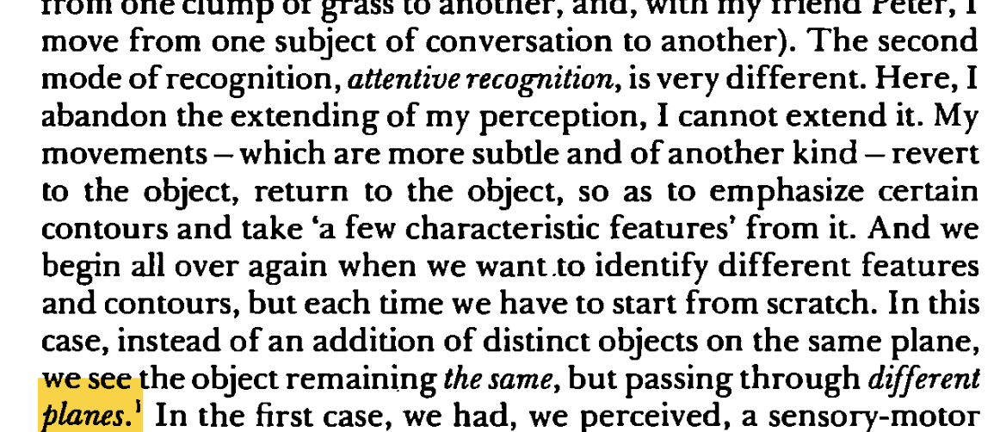 from one clump of grass to another, and, with my friend Peter, I
move from one subject of conversation to another). The second
mode of recognition, attentive recognition, is very different. Here, I
abandon the extending of my perception, I cannot extend it. My
movements – which are more subtle and of another kind – revert
to the object, return to the object, so as to emphasize certain
contours and take ‘a few characteristic features’ from it. And we
begin all over again when we want .to identify different features
and contours, but each time we have to start from scratch. In this
case, instead of an addition of distinct objects on the same plane,
we see the object remaining the same, but passing through different
planes.¹ In the first case, we had, we perceived, a sensory-motor